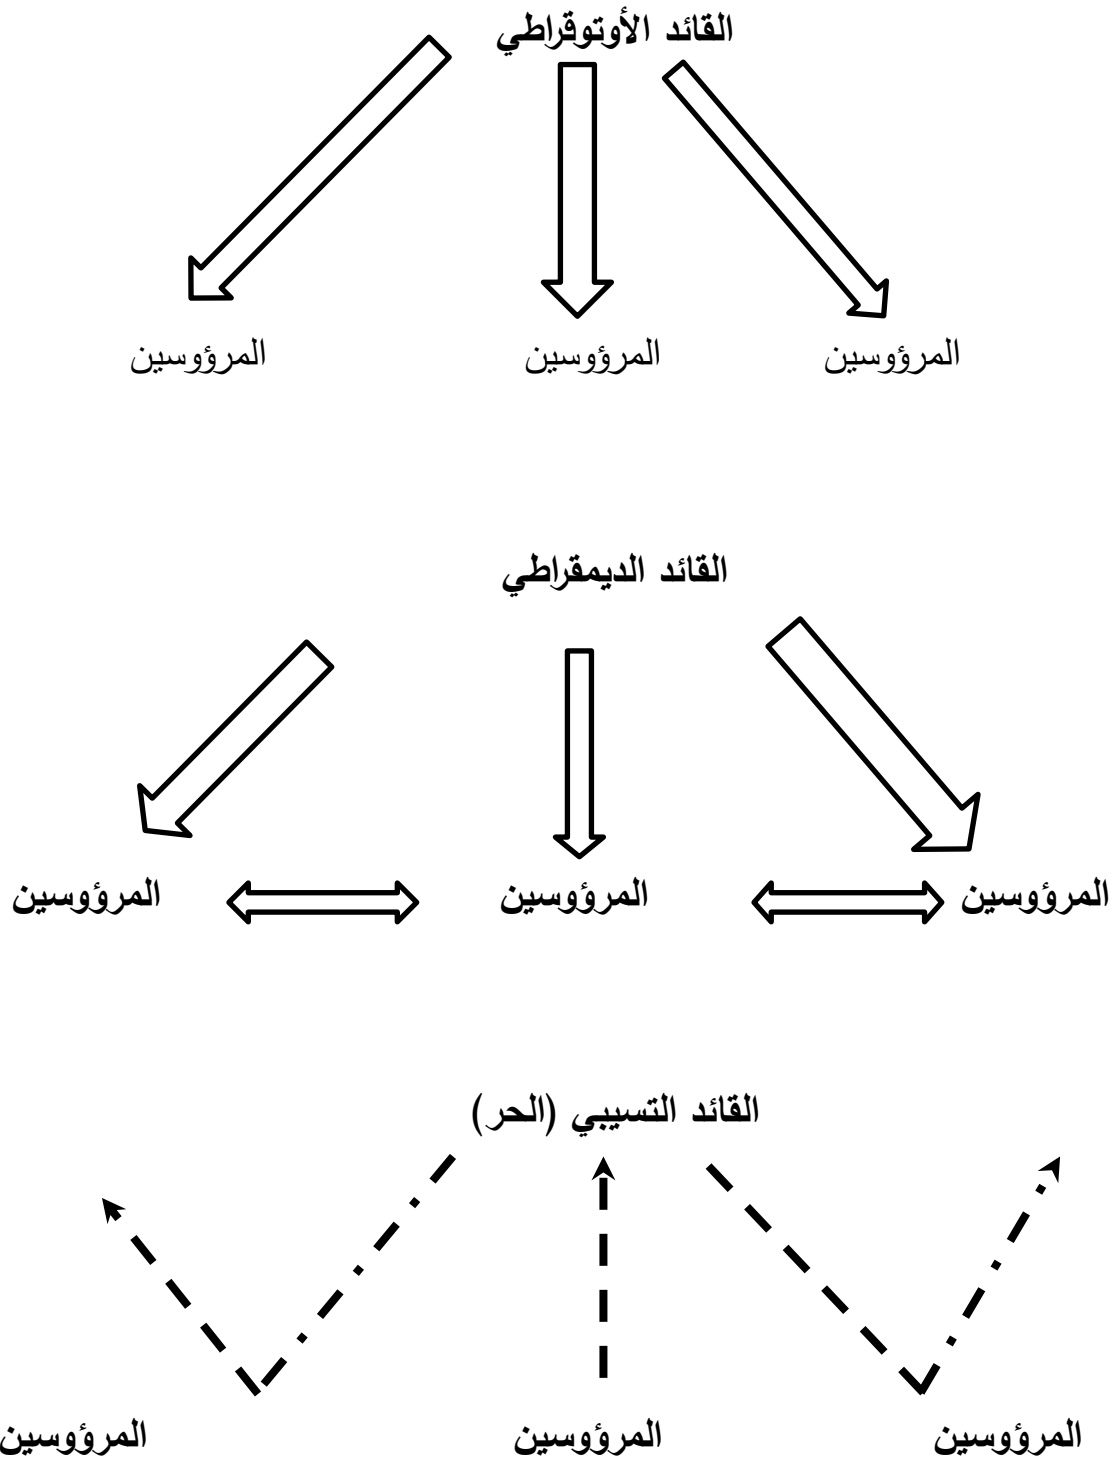 القائد الأوتوقراطي
المرؤوسين المرؤوسين المرؤوسين
القائد الديمقراطي
المرؤوسين المرؤوسين المرؤوسين
القائد التسيبي (الحر)
المرؤوسين المرؤوسين المرؤوسين